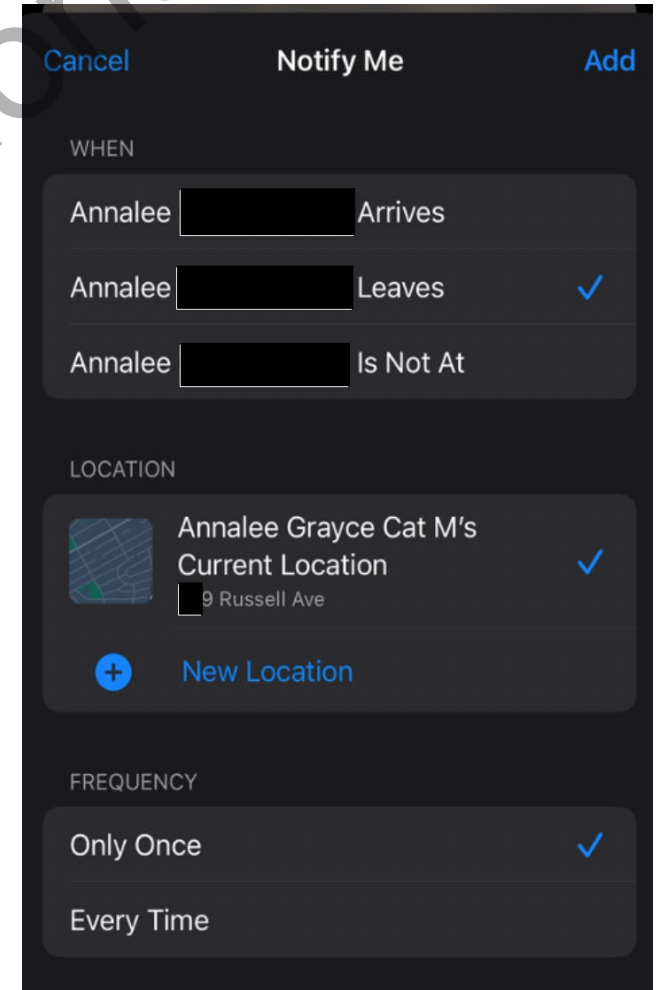 Cancel Notify Me Add
WHEN
Annalee Arrives
Annalee Leaves
Annalee Is Not At
LOCATION
Annalee Grayce Cat M's
Current Location
9 Russell Ave
New Location
FREQUENCY
Only Once
Every Time